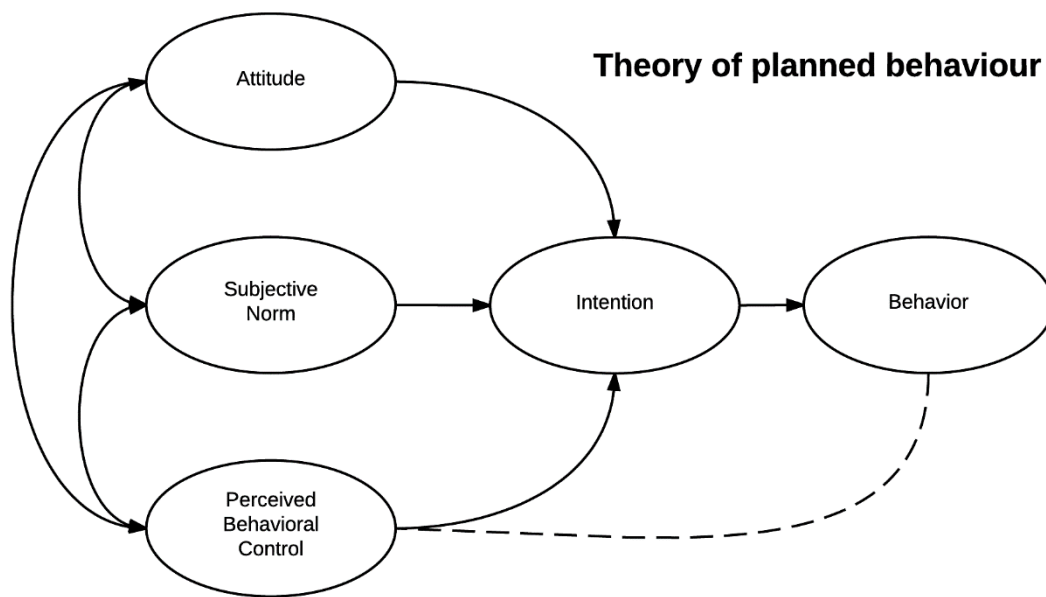 Theory of planned behaviour
Attitude
Subjective
Norm
Intention
Behavior
Perceived
Behavioral
Control